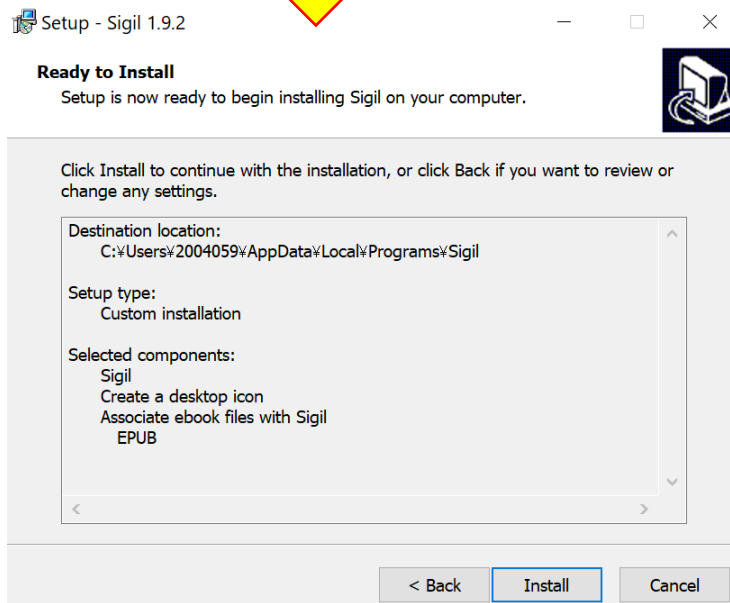 Setup - Sigil 1.9.2
Ready to Install
Setup is now ready to begin installing Sigil on your computer.
Click Install to continue with the installation, or click Back if you want to review or
change any settings.
Destination location:
C:¥Users¥2004059¥AppData¥Local¥Programs¥Sigil
Setup type:
Custom installation
Selected components:
Sigil
Create a desktop icon
Associate ebook files with Sigil
EPUB
< Back
Install
Cancel